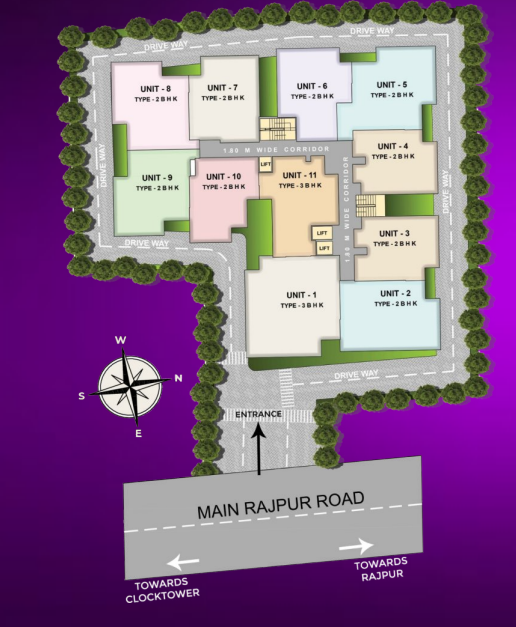 DRIVE WAY
DRIVE WAY
UNIT - 8
TYPE - 2 B H K
UNIT - 7
TYPE - 2 B H K
UNIT - 6
TYPE - 2 B H K
UNIT - 5
TYPE - 2 B H K
1.80 M WIDE CORRIDOR
UNIT - 4
TYPE - 2 B H K
DRIVE WAY
UNIT - 9
TYPE - 2 B H K
UNIT - 10
TYPE - 2 B H K
LIFT
UNIT - 11
TYPE - 3 B H K
1.80 M WIDE CORRIDOR
DRIVE WAY
LIFT
LIFT
UNIT - 3
TYPE - 2 B H K
DRIVE WAY
UNIT - 1
TYPE - 3 B H K
UNIT - 2
TYPE - 2 B H K
DRIVE WAY
W
N
S
E
ENTRANCE
MAIN RAJPUR ROAD
TOWARDS
CLOCKTOWER
TOWARDS
RAJPUR